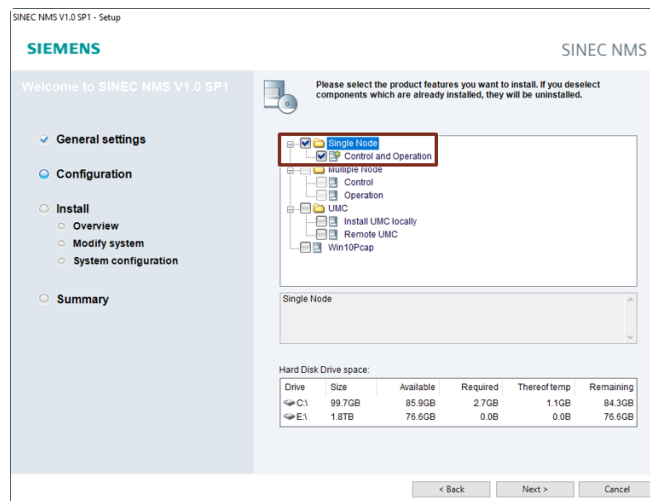 SINEC NMS V1.0 SP1 - Setup
SIEMENS
SINEC NMS
Welcome to SINEC NMS V1.0 SP1
Please select the product features you want to install. If you deselect
components which are already installed, they will be uninstalled.
General settings
Configuration
Install
Overview
Modify system
System configuration
Summary
Single Node
Control and Operation
Multiple Node
Control
Operation
UMC
Install UMC locally
Remote UMC
Win10Pcap
Single Node
Hard Disk Drive space:
Drive Size Available Required Thereof temp Remaining
C:\ 99.7GB 85.9GB 2.7GB 1.1GB 84.3GB
E:\ 1.8TB 76.6GB 0.0B 0.0B 76.6GB
< Back Next > Cancel